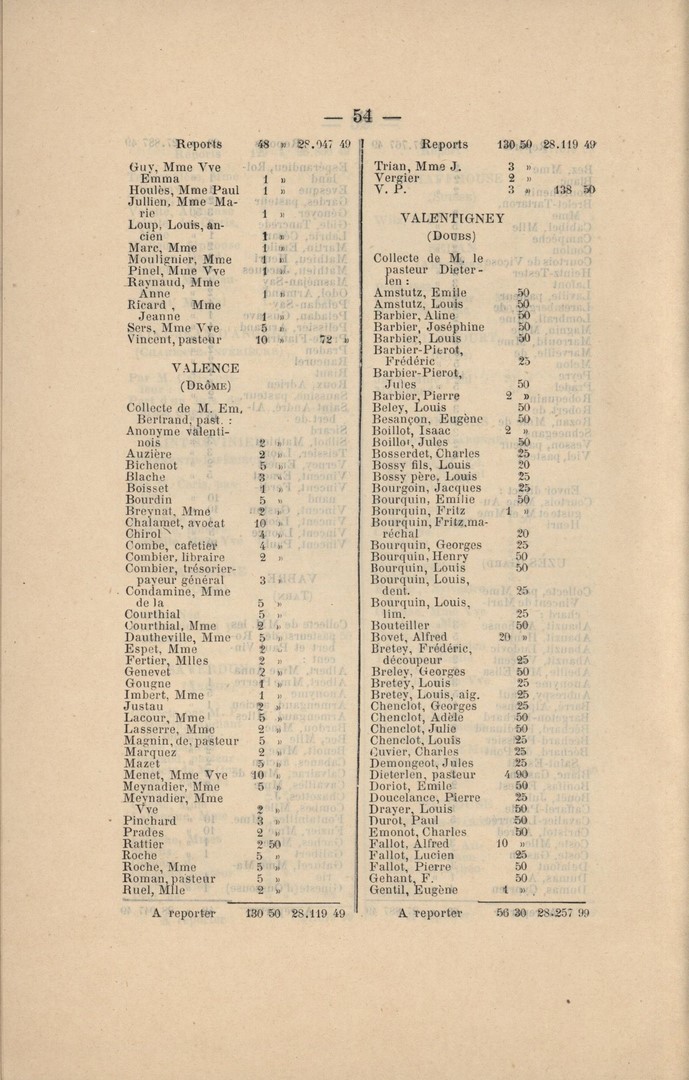 — 54 —
Reports 48 » 28.047 49
Guy, Mme Vve
Emma 1 »
Houlès, Mme Paul 1 »
Jullien, Mme Ma-
rie 1 »
Loup, Louis, an-
cien 1 »
Marc, Mme 1 »
Moulignier, Mme 1 »
Pinel, Mme Vve 1 »
Raynaud, Mme
Anne 1 »
Ricard , Mme
Jeanne 1 »
Sers, Mme Vve 5 »
Vincent, pasteur 10 » 72 »
VALENCE
(DRÔME)
Collecte de M. Em.
Bertrand, past. :
Anonyme valenti-
nois 2 »
Auzière 2 »
Bichenot 5 »
Blache 3 »
Boisset 1 »
Bourdin 5 »
Breynat, Mme 2 »
Chalamet, avocat 10 »
Chirol 4 »
Combe, cafetier 4 »
Combier, libraire 2 »
Combier, trésorier-
payeur général 3 »
Condamine, Mme
de la 5 »
Courthial 5 »
Courthial, Mme 2 »
Dautheville, Mme 5 »
Espet, Mme 2 »
Fertier, Mlles 2 »
Genevet 2 »
Gougne 1 »
Imbert, Mme 1 »
Justau 2 »
Lacour, Mme 5 »
Lasserre, Mme 2 »
Magnin, de, pasteur 5 »
Marquez 2 »
Mazet 5 »
Menet, Mme Vve 10 »
Meynadier, Mme 5 »
Meynadier, Mme
Vve 2 »
Pinchard 3 »
Prades 2 »
Rattier 2 50
Roche 5 »
Roche, Mme 5 »
Roman, pasteur 5 »
Ruel, Mlle 2 »
A reporter 130 50 28.119 49
Reports 130 50 28.119 49
Trian, Mme J. 3 »
Vergier 2 »
V. P. 3 » 138 50
VALENTIGNEY
(DOUBS)
Collecte de M. le
pasteur Dieter-
len :
Amstutz, Emile 50
Amstutz, Louis 50
Barbier, Aline 50
Barbier, Joséphine 50
Barbier, Louis 50
Barbier-Pierot,
Frédéric 25
Barbier-Pierot,
Jules 50
Barbier, Pierre 2 »
Beley, Louis 50
Besançon, Eugène 50
Boillot, Isaac 2 »
Boillot, Jules 50
Bosserdet, Charles 25
Bossy fils, Louis 20
Bossy père, Louis 25
Bourgoin, Jacques 25
Bourquin, Emilie 50
Bourquin, Fritz 1 »
Bourquin, Fritz, ma-
réchal 20
Bourquin, Georges 25
Bourquin, Henry 50
Bourquin, Louis 50
Bourquin, Louis,
dent. 25
Bourquin, Louis,
lim. 25
Bouteiller 50
Bovet, Alfred 20 »
Bretey, Frédéric,
découpeur 25
Breley, Georges 50
Bretey, Louis 25
Bretey, Louis, aig. 25
Chenclot, Georges 25
Chenclot, Adèle 50
Chenclot, Julie 50
Chenclot, Louis 25
Cuvier, Charles 25
Demongeot, Jules 25
Dieterlen, pasteur 4 90
Doriot, Emile 50
Doucelance, Pierre 25
Drayer, Louis 50
Durot, Paul 50
Emonot, Charles 50
Fallot, Alfred 10 »
Fallot, Lucien 25
Fallot, Pierre 50
Gehant, F. 50
Gentil, Eugène 1 »
A reporter 56 30 28.257 99